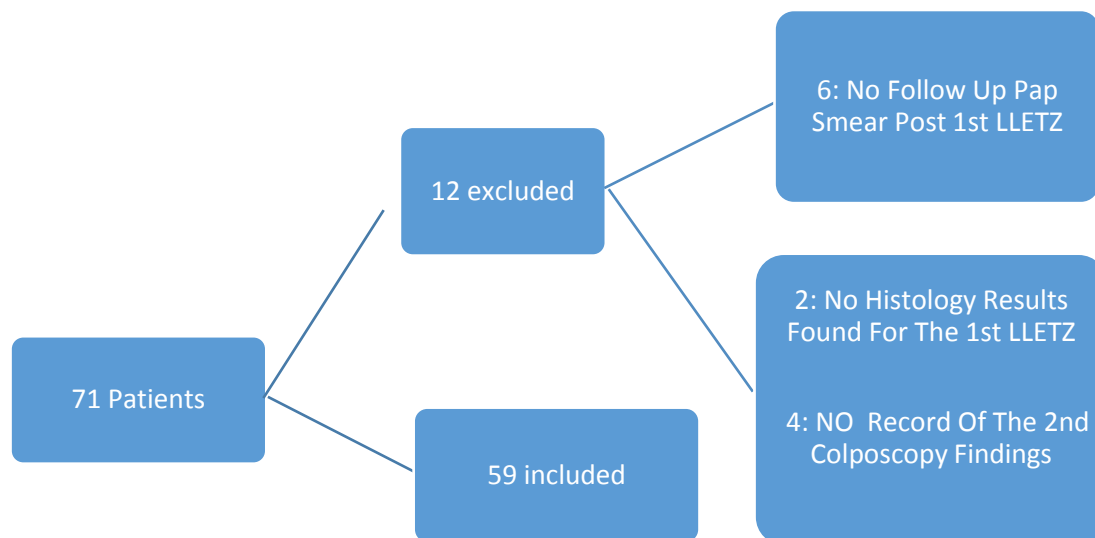 71 Patients
12 excluded
59 included
6: No Follow Up Pap
Smear Post 1st LLETZ
2: No Histology Results
Found For The 1st LLETZ
4: NO  Record Of The 2nd
Colposcopy Findings